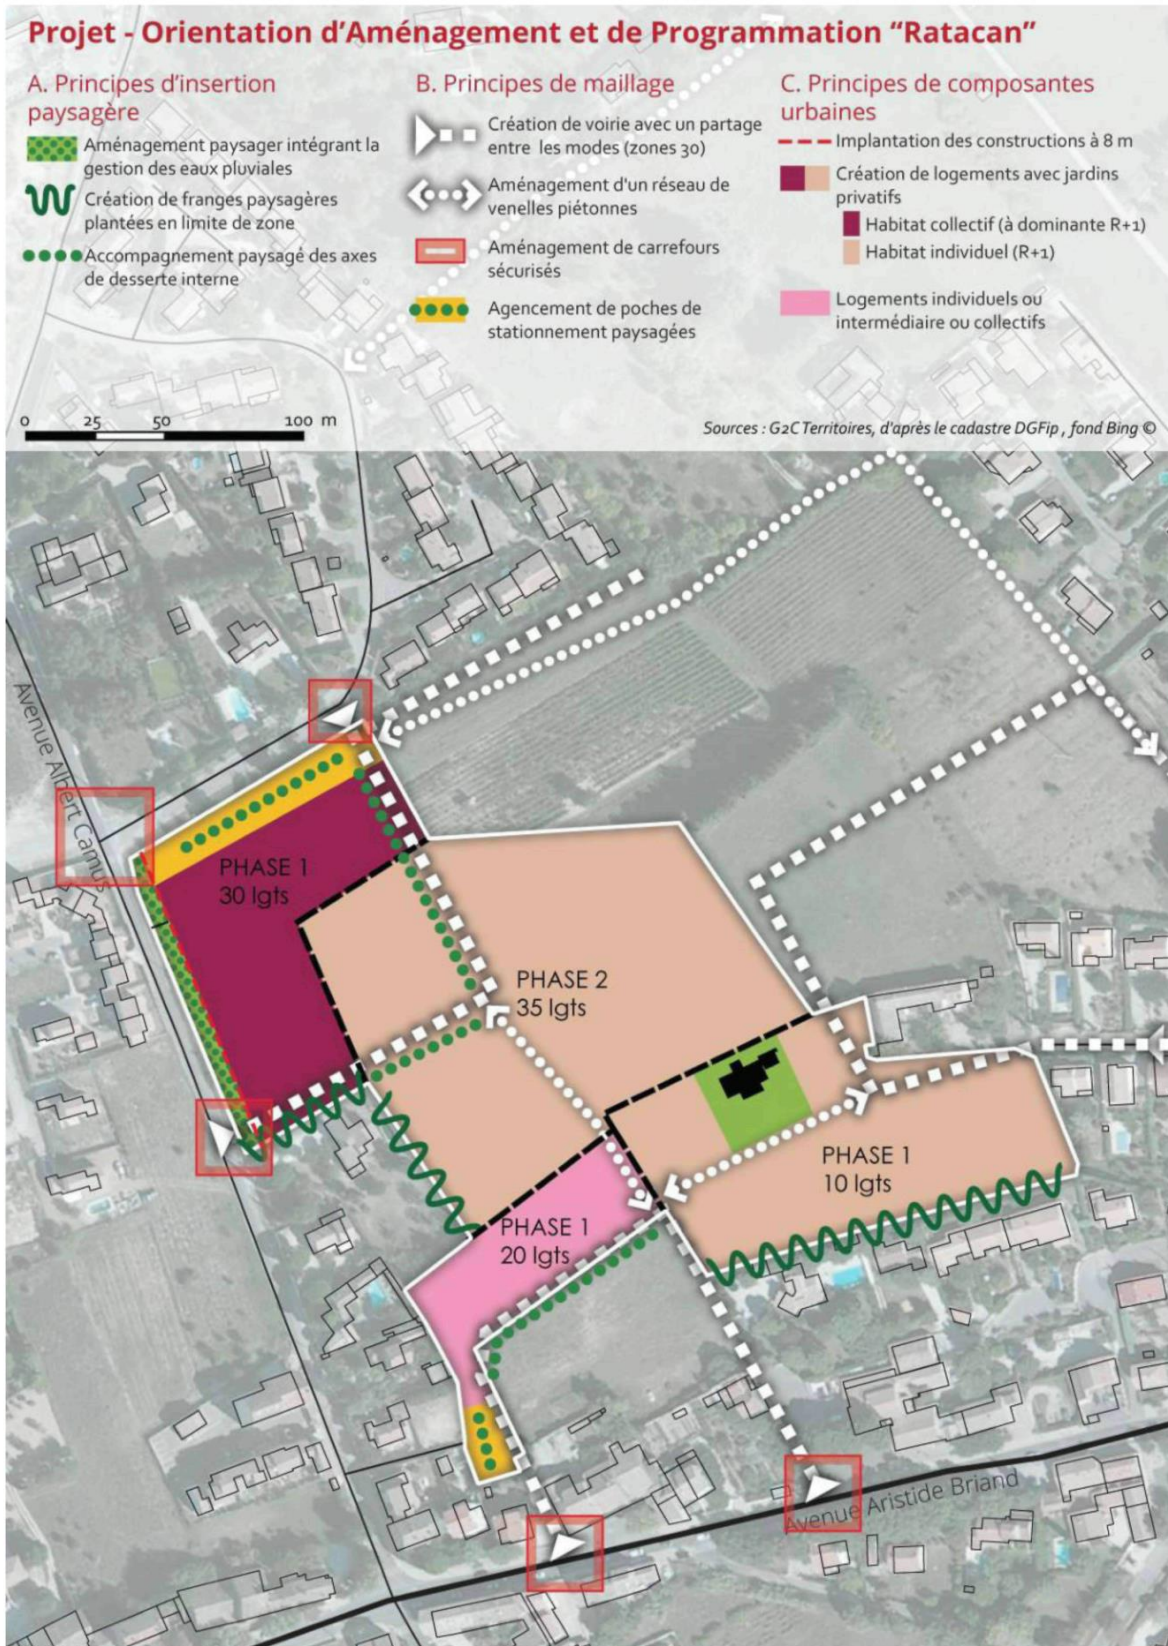 Projet - Orientation d'Aménagement et de Programmation “Ratacan”
A. Principes d'insertion
paysagère
Aménagement paysager intégrant la
gestion des eaux pluviales
Création de franges paysagères
plantées en limite de zone
Accompagnement paysagé des axes
de desserte interne
B. Principes de maillage
Création de voirie avec un partage
entre les modes (zones 30)
Aménagement d'un réseau de
venelles piétonnes
Aménagement de carrefours
sécurisés
Agencement de poches de
stationnement paysagées
C. Principes de composantes
urbaines
Implantation des constructions à 8 m
Création de logements avec jardins
privatifs
Habitat collectif (à dominante R+1)
Habitat individuel (R+1)
Logements individuels ou
intermédiaire ou collectifs
0 25 50 100 m
Sources : G2C Territoires, d'après le cadastre DGFip , fond Bing ©
Avenue Albert Camus
PHASE 1
30 lgts
PHASE 2
35 lgts
PHASE 1
10 lgts
PHASE 1
20 lgts
Avenue Aristide Briand